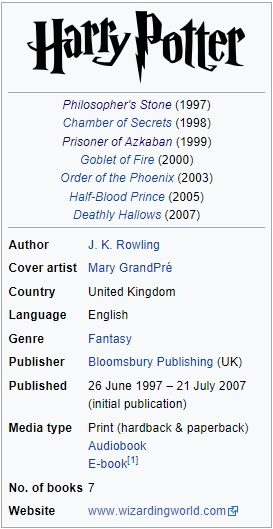 Harry Potter
Philosopher's Stone (1997)
Chamber of Secrets (1998)
Prisoner of Azkaban (1999)
Goblet of Fire (2000)
Order of the Phoenix (2003)
Half-Blood Prince (2005)
Deathly Hallows (2007)
Author J. K. Rowling
Cover artist Mary GrandPré
Country United Kingdom
Language English
Genre Fantasy
Publisher Bloomsbury Publishing (UK)
Published 26 June 1997 – 21 July 2007
(initial publication)
Media type Print (hardback & paperback)
Audiobook
E-book[1]
No. of books 7
Website www.wizardingworld.com